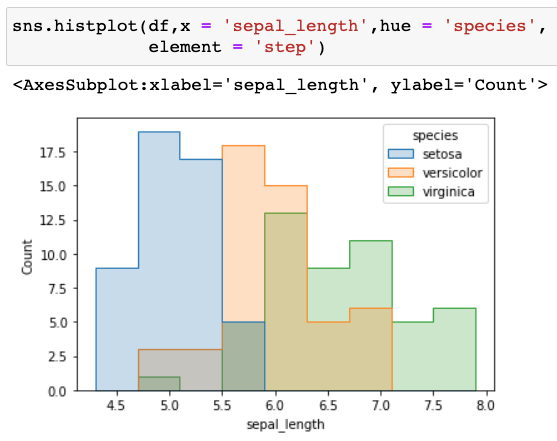 sns.histplot(df,x = 'sepal_length',hue = 'species',
element = 'step')
<AxesSubplot:xlabel='sepal_length', ylabel='Count'>
species
setosa
versicolor
virginica
17.5
15.0
12.5
10.0
7.5
5.0
2.5
0.0
Count
4.5 5.0 5.5 6.0 6.5 7.0 7.5 8.0
sepal_length